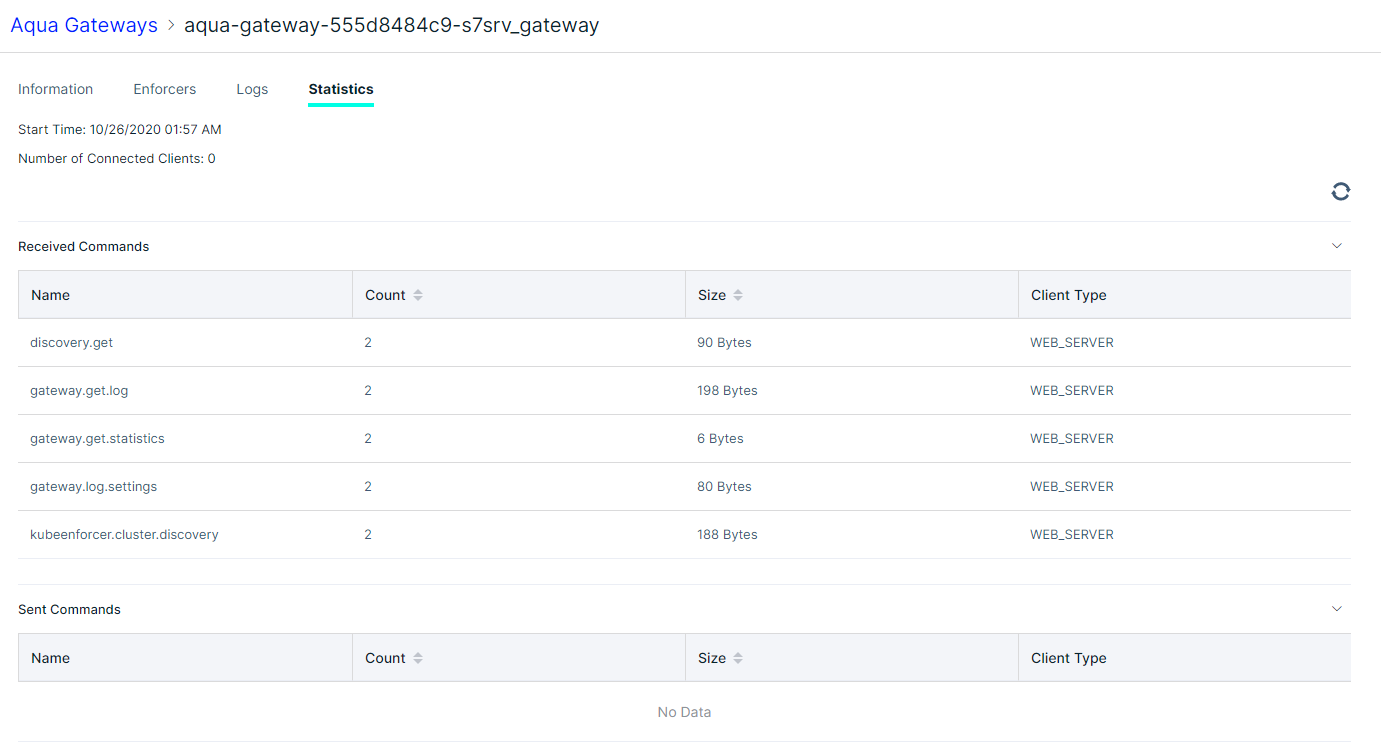 Aqua Gateways > aqua-gateway-555d8484c9-s7srv_gateway
Information Enforcers Logs Statistics
Start Time: 10/26/2020 01:57 AM
Number of Connected Clients: 0
Received Commands
Name Count Size Client Type
discovery.get 2 90 Bytes WEB_SERVER
gateway.get.log 2 198 Bytes WEB_SERVER
gateway.get.statistics 2 6 Bytes WEB_SERVER
gateway.log.settings 2 80 Bytes WEB_SERVER
kubeenforcer.cluster.discovery 2 188 Bytes WEB_SERVER
Sent Commands
Name Count Size Client Type
No Data